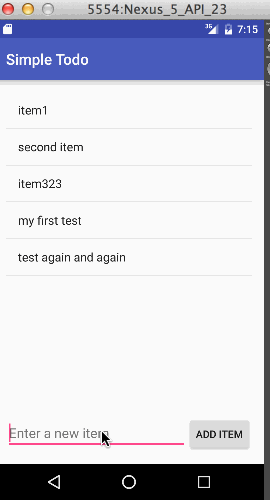 5554:Nexus_5_API_23
3G 7:15
Simple Todo
item1
second item
item323
my first test
test again and again
Enter a new item
ADD ITEM